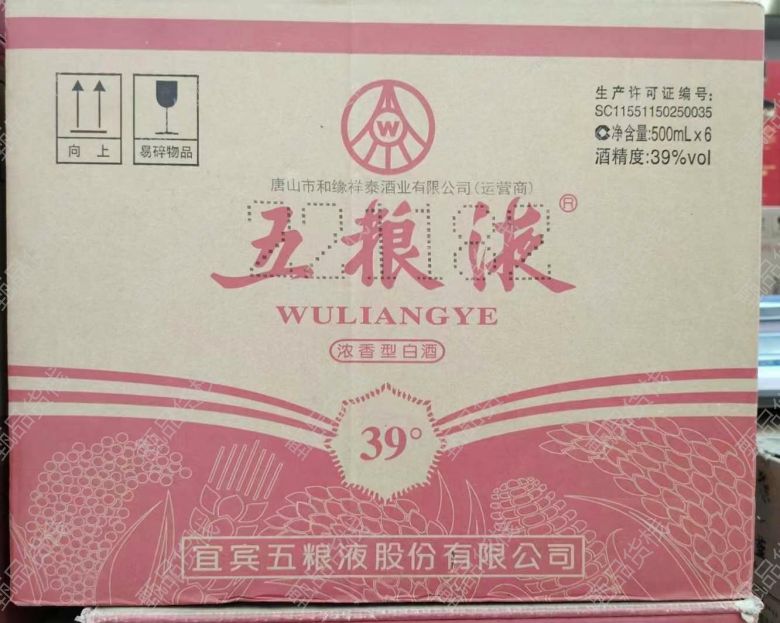 生产许可证编号:
SC11551150250035
净含量:500mL x 6
酒精度:39%vol
向 上
易碎物品
W
唐山市和缘祥泰酒业有限公司(运营商)
五粮液®
WULIANGYE
浓香型白酒
39°
宜宾五粮液股份有限公司